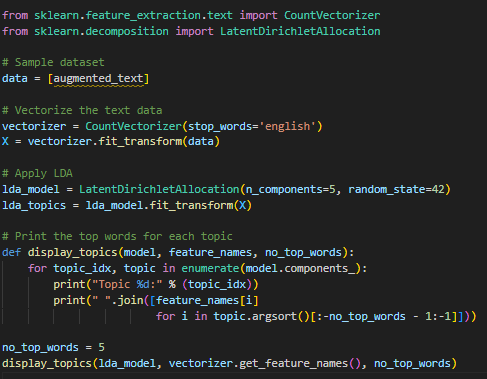 from sklearn.feature_extraction.text import CountVectorizer
from sklearn.decomposition import LatentDirichletAllocation

# Sample dataset
data = [augmented_text]

# Vectorize the text data
vectorizer = CountVectorizer(stop_words='english')
X = vectorizer.fit_transform(data)

# Apply LDA
lda_model = LatentDirichletAllocation(n_components=5, random_state=42)
lda_topics = lda_model.fit_transform(X)

# Print the top words for each topic
def display_topics(model, feature_names, no_top_words):
    for topic_idx, topic in enumerate(model.components_):
        print("Topic %d:" % (topic_idx))
        print(" ".join([feature_names[i]
                        for i in topic.argsort()[:-no_top_words - 1:-1]]))

no_top_words = 5
display_topics(lda_model, vectorizer.get_feature_names(), no_top_words)